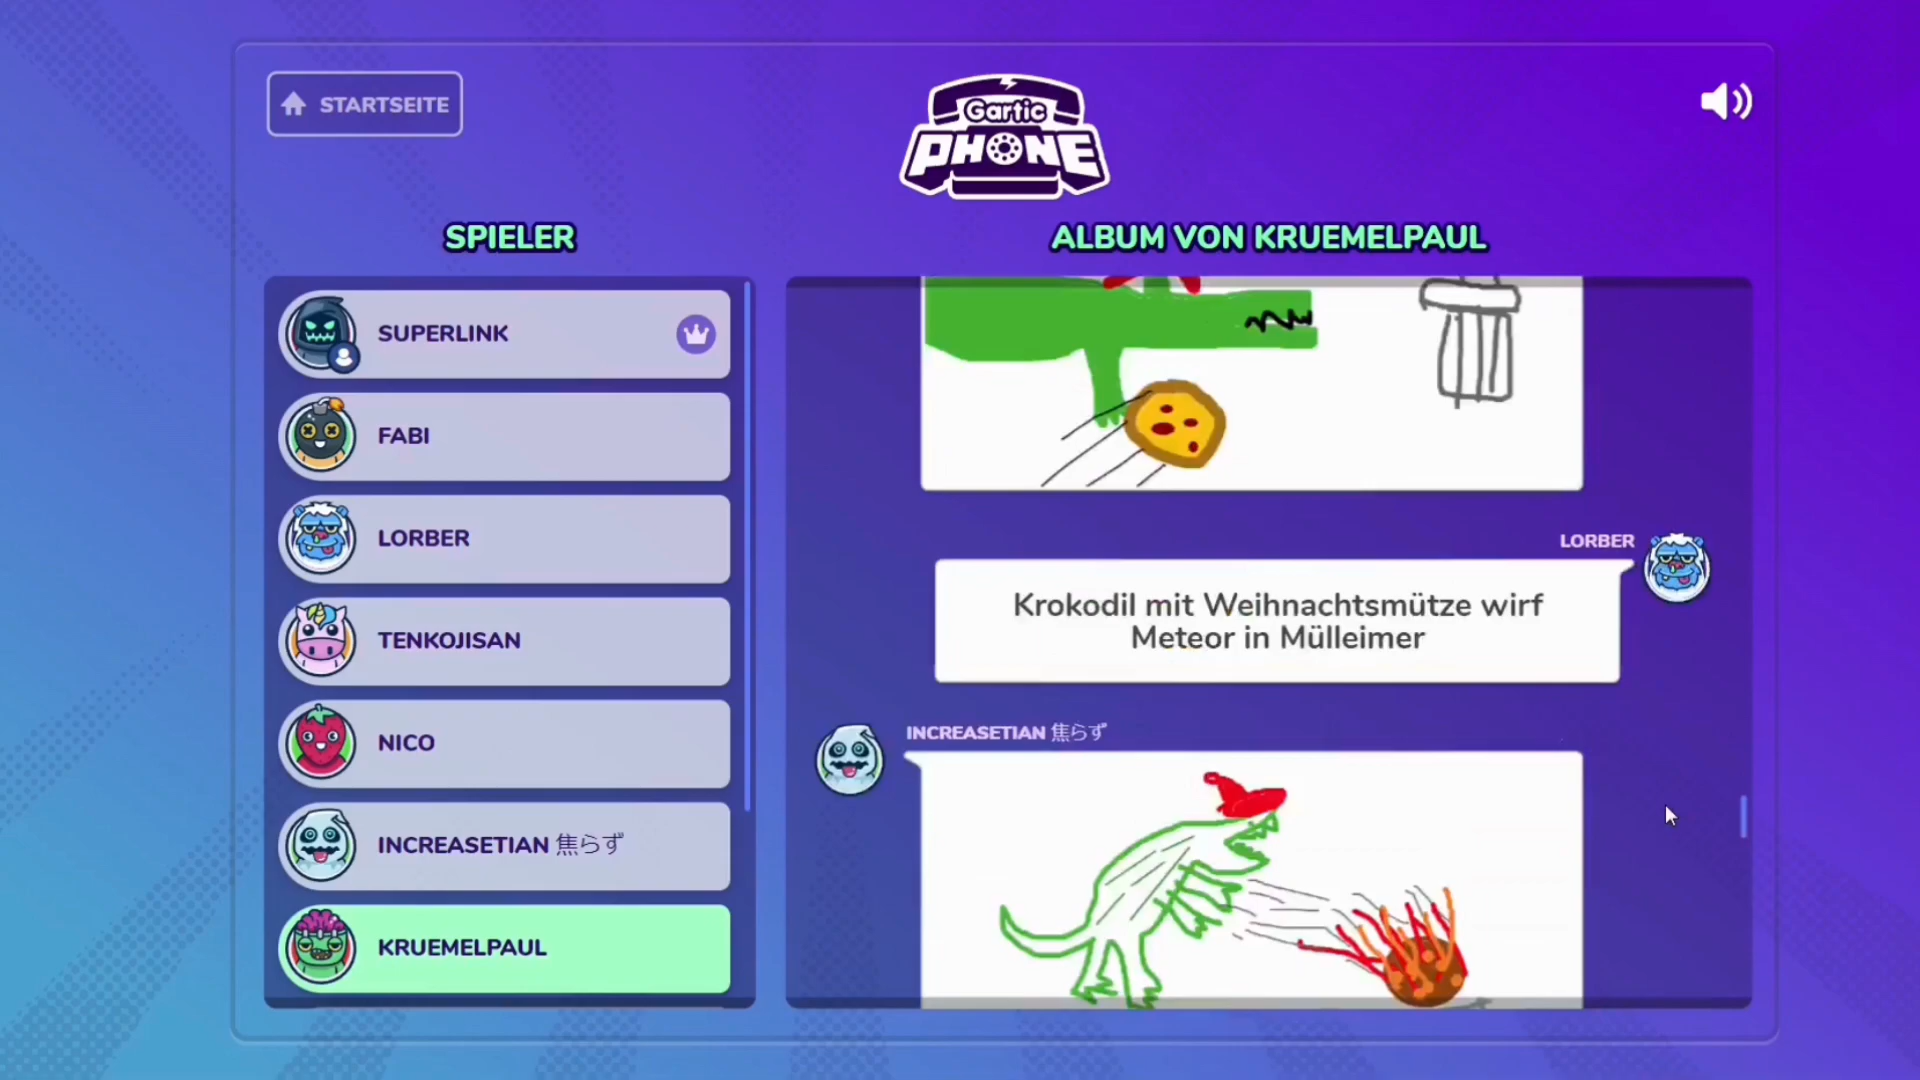 STARTSEITE
Gartic
PHONE
SPIELER
SUPERLINK
FABI
LORBER
TENKOJISAN
NICO
INCREASETIAN 焦らず
KRUEMELPAUL
ALBUM VON KRUEMELPAUL
LORBER
Krokodil mit Weihnachtsmütze wirf
Meteor in Mülleimer
INCREASETIAN 焦らず